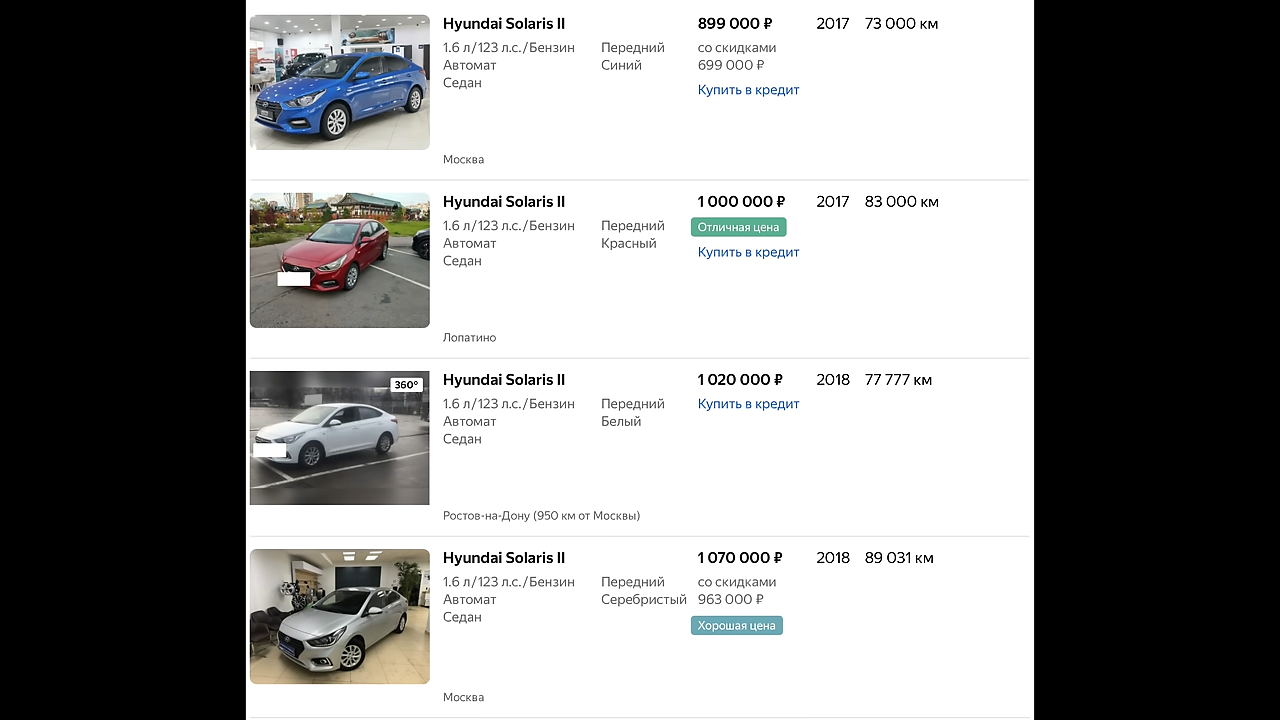 Hyundai Solaris II
899 000 ₽
2017
73 000 км
1.6 л/123 л.с./Бензин
Передний
со скидками
Автомат
Синий
699 000 ₽
Седан
Купить в кредит
Москва
Hyundai Solaris II
1 000 000 ₽
2017
83 000 км
1.6 л/123 л.с./Бензин
Передний
Отличная цена
Автомат
Красный
Седан
Купить в кредит
Лопатино
360°
Hyundai Solaris II
1 020 000 ₽
2018
77 777 км
1.6 л/123 л.с./Бензин
Передний
Купить в кредит
Автомат
Белый
Седан
Ростов-на-Дону (950 км от Москвы)
Hyundai Solaris II
1 070 000 ₽
2018
89 031 км
1.6 л/123 л.с./Бензин
Передний
со скидками
Автомат
Серебристый
963 000 ₽
Седан
Хорошая цена
Москва